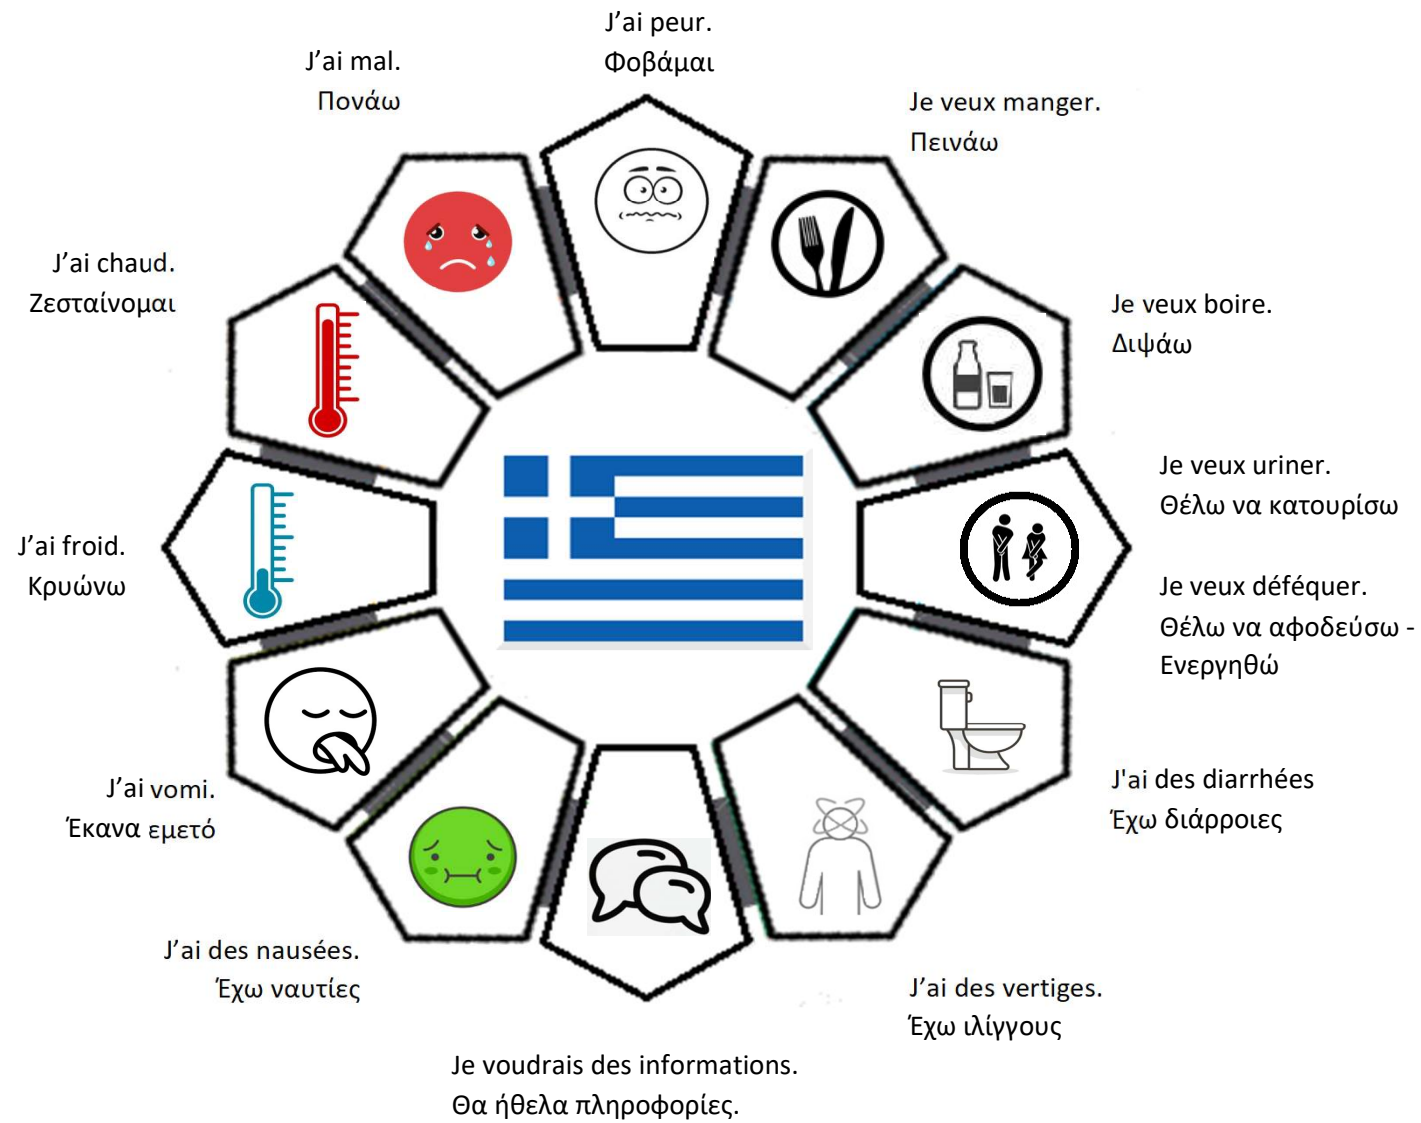 J’ai peur.
Φοβάμαι
J’ai mal.
Πονάω
Je veux manger.
Πεινάω
J’ai chaud.
Ζεσταίνομαι
Je veux boire.
Διψάω
Je veux uriner.
Θέλω να κατουρίσω
J’ai froid.
Κρυώνω
Je veux déféquer.
Θέλω να αφοδεύσω -
Ενεργηθώ
J’ai vomi.
Έκανα εμετό
J'ai des diarrhées
Έχω διάρροιες
J’ai des nausées.
Έχω ναυτίες
J’ai des vertiges.
Έχω ιλίγγους
Je voudrais des informations.
Θα ήθελα πληροφορίες.